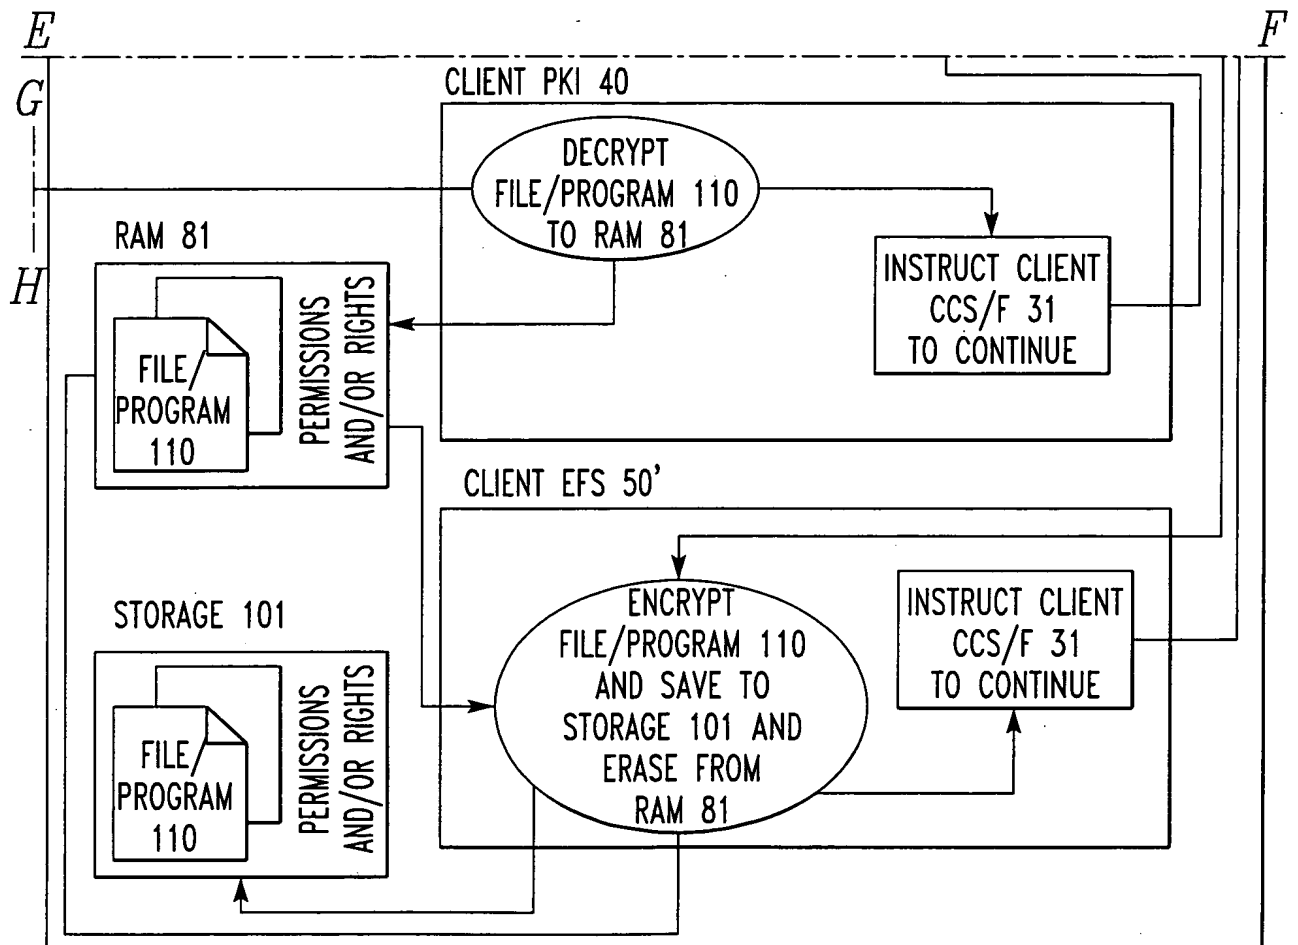 E
F
G
H
CLIENT PKI 40
DECRYPT
FILE/PROGRAM 110
TO RAM 81
INSTRUCT CLIENT
CCS/F 31
TO CONTINUE
RAM 81
FILE/
PROGRAM
110
PERMISSIONS
AND/OR RIGHTS
CLIENT EFS 50'
ENCRYPT
FILE/PROGRAM 110
AND SAVE TO
STORAGE 101 AND
ERASE FROM
RAM 81
INSTRUCT CLIENT
CCS/F 31
TO CONTINUE
STORAGE 101
FILE/
PROGRAM
110
PERMISSIONS
AND/OR RIGHTS